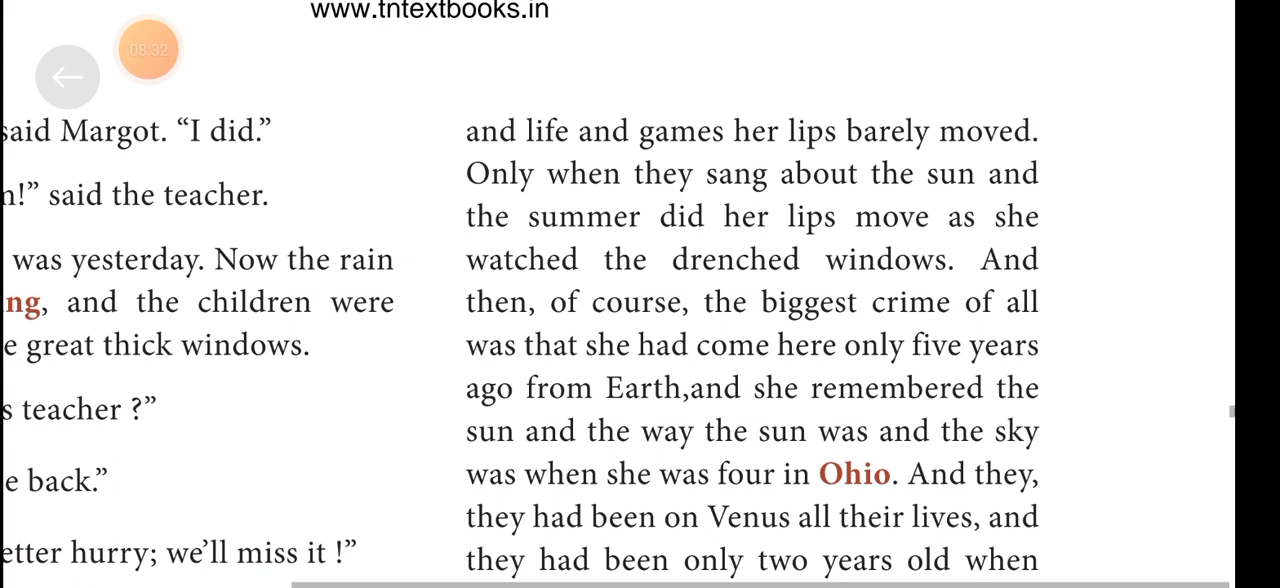 www.tntextbooks.in
08:32
said Margot. “I did.”
!” said the teacher.
was yesterday. Now the rain
ng, and the children were
e great thick windows.
s teacher ?”
e back.”
etter hurry; we’ll miss it !”
and life and games her lips barely moved.
Only when they sang about the sun and
the summer did her lips move as she
watched the drenched windows. And
then, of course, the biggest crime of all
was that she had come here only five years
ago from Earth,and she remembered the
sun and the way the sun was and the sky
was when she was four in Ohio. And they,
they had been on Venus all their lives, and
they had been only two years old when